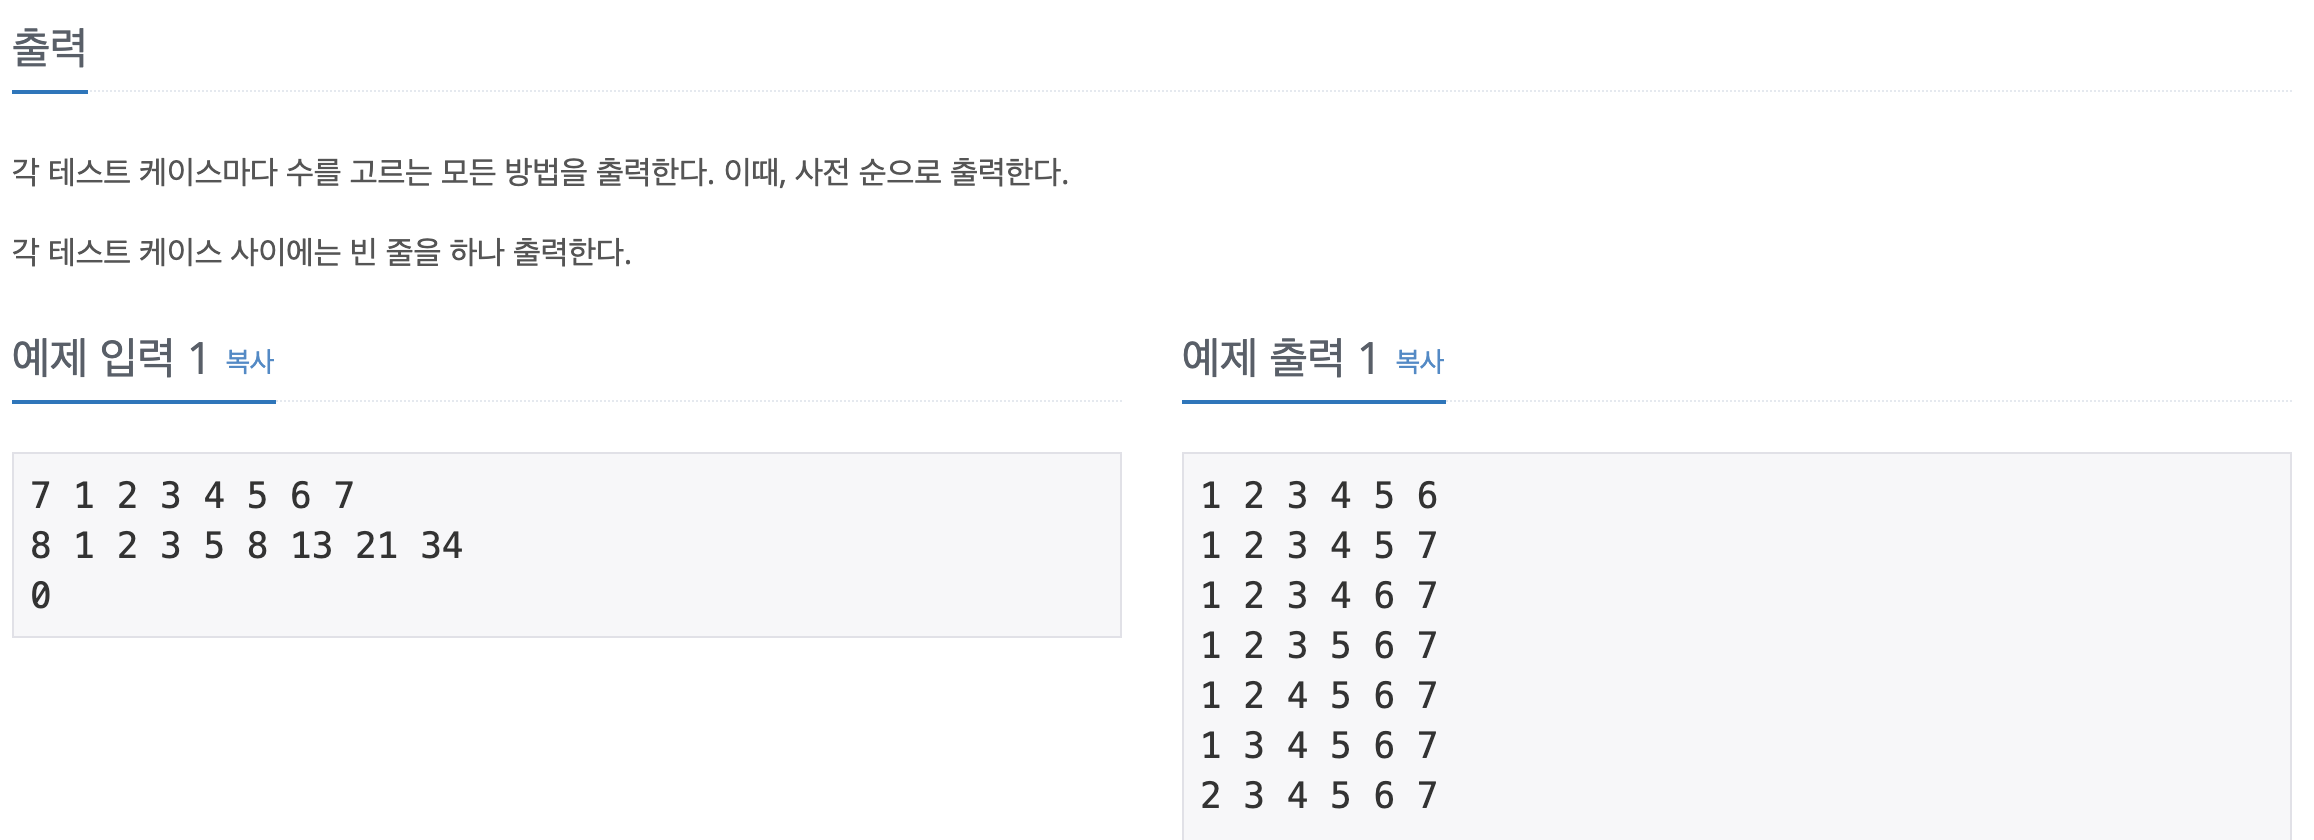 출력
각 테스트 케이스마다 수를 고르는 모든 방법을 출력한다. 이때, 사전 순으로 출력한다.
각 테스트 케이스 사이에는 빈 줄을 하나 출력한다.
예제 입력 1 복사
7 1 2 3 4 5 6 7
8 1 2 3 5 8 13 21 34
0
예제 출력 1 복사
1 2 3 4 5 6
1 2 3 4 5 7
1 2 3 4 6 7
1 2 3 5 6 7
1 2 4 5 6 7
1 3 4 5 6 7
2 3 4 5 6 7